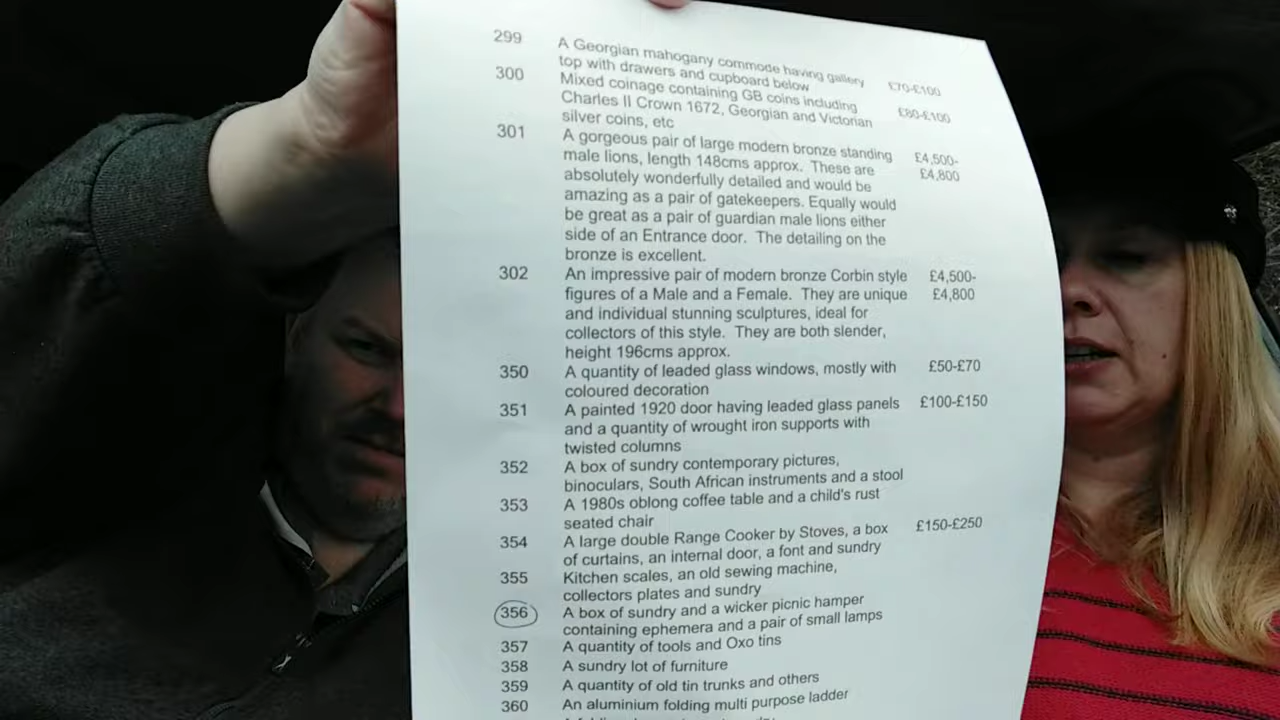 299 A Georgian mahogany commode having gallery
top with drawers and cupboard below £70-£100
300 Mixed coinage containing GB coins including
Charles II Crown 1672, Georgian and Victorian £80-£100
silver coins, etc
301 A gorgeous pair of large modern bronze standing £4,500-
male lions, length 148cms approx. These are £4,800
absolutely wonderfully detailed and would be
amazing as a pair of gatekeepers. Equally would
be great as a pair of guardian male lions either
side of an Entrance door. The detailing on the
bronze is excellent.
302 An impressive pair of modern bronze Corbin style £4,500-
figures of a Male and a Female. They are unique £4,800
and individual stunning sculptures, ideal for
collectors of this style. They are both slender,
height 196cms approx.
350 A quantity of leaded glass windows, mostly with £50-£70
coloured decoration
351 A painted 1920 door having leaded glass panels £100-£150
and a quantity of wrought iron supports with
twisted columns
352 A box of sundry contemporary pictures,
binoculars, South African instruments and a stool
353 A 1980s oblong coffee table and a child's rust
seated chair
354 A large double Range Cooker by Stoves, a box £150-£250
of curtains, an internal door, a font and sundry
355 Kitchen scales, an old sewing machine,
collectors plates and sundry
356 A box of sundry and a wicker picnic hamper
containing ephemera and a pair of small lamps
357 A quantity of tools and Oxo tins
358 A sundry lot of furniture
359 A quantity of old tin trunks and others
360 An aluminium folding multi purpose ladder